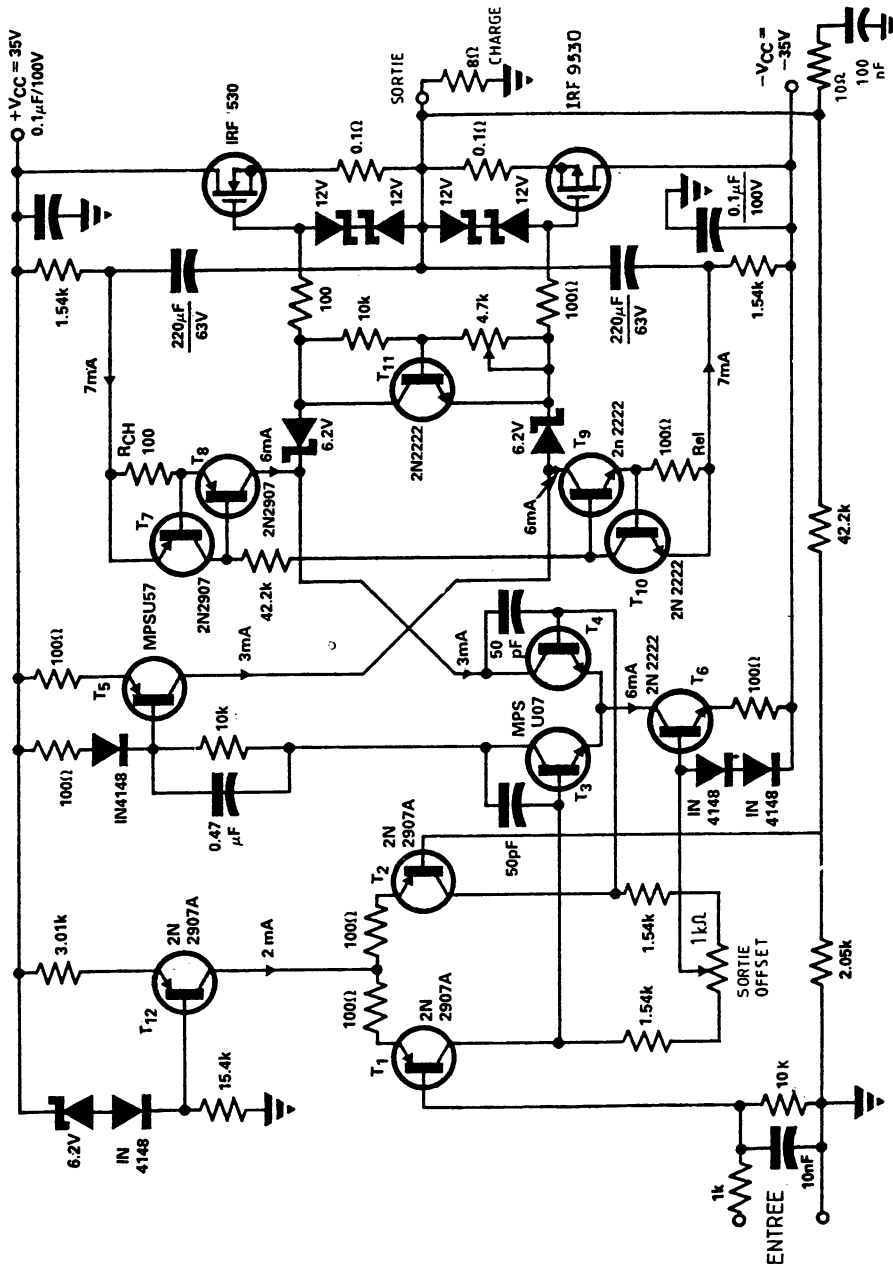 +VCC = 35V
0.1µF/100V
6.2V
IN
4148
15.4k
3.01k
T12
2N
2907A
2 mA
100Ω
100Ω
T1
2N
2907A
T2
2N
2907A
1.54k
1.54k
1kΩ
SORTIE
OFFSET
1k
ENTREE
10nF
10k
2.05k
42.2k
100Ω
IN4148
0.47
µF
10k
100Ω
T5
MPSU57
3mA
50pF
MPS
U07
T3
50
pF
T4
3mA
6mA
2N 2222
T6
100Ω
IN
4148
IN
4148
7mA
1.54k
RCH
100
T7
T8
2N2907
2N2907
6mA
42.2k
6.2V
T11
2N2222
10k
4.7k
6.2V
6mA
T9
2n 2222
T10
2N 2222
100Ω
Rel
7mA
220µF
63V
100
100Ω
220µF
63V
1.54k
IRF 530
12V
12V
12V
12V
0.1Ω
0.1Ω
IRF 9530
0.1µF
100V
SORTIE
8Ω
CHARGE
-VCC =
-35V
10Ω
100
nF